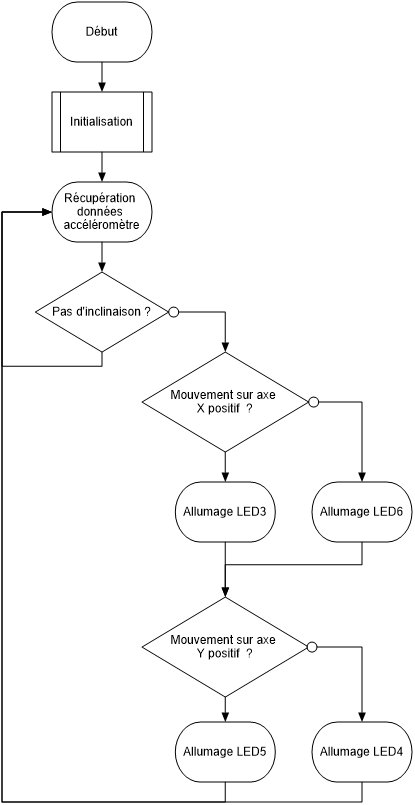 Début
Initialisation
Récupération
données
accéléromètre
Pas d'inclinaison ?
Mouvement sur axe
X positif ?
Allumage LED3
Allumage LED6
Mouvement sur axe
Y positif ?
Allumage LED5
Allumage LED4